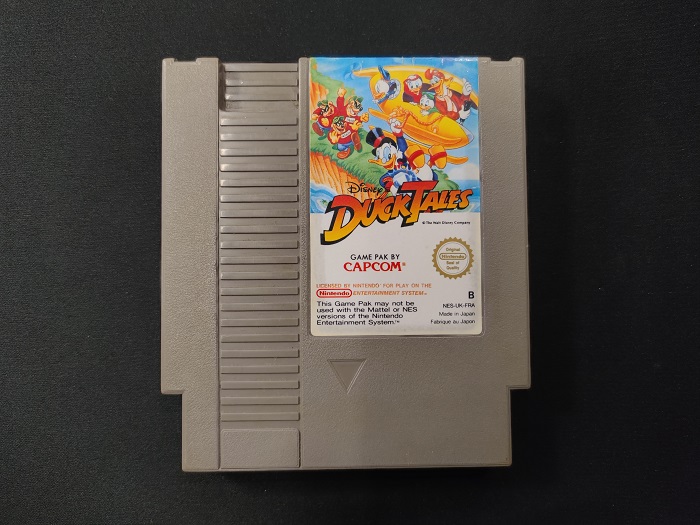 Disney
DUCKTALES
© The Walt Disney Company
GAME PAK BY
CAPCOM®
Original
Nintendo
Seal of
Quality
LICENSED BY NINTENDO® FOR PLAY ON THE
Nintendo ENTERTAINMENT SYSTEM™
This Game Pak may not be
used with the Mattel or NES
versions of the Nintendo
Entertainment System.™
B
NES-UK-FRA
Made in Japan
Fabriqué au Japon